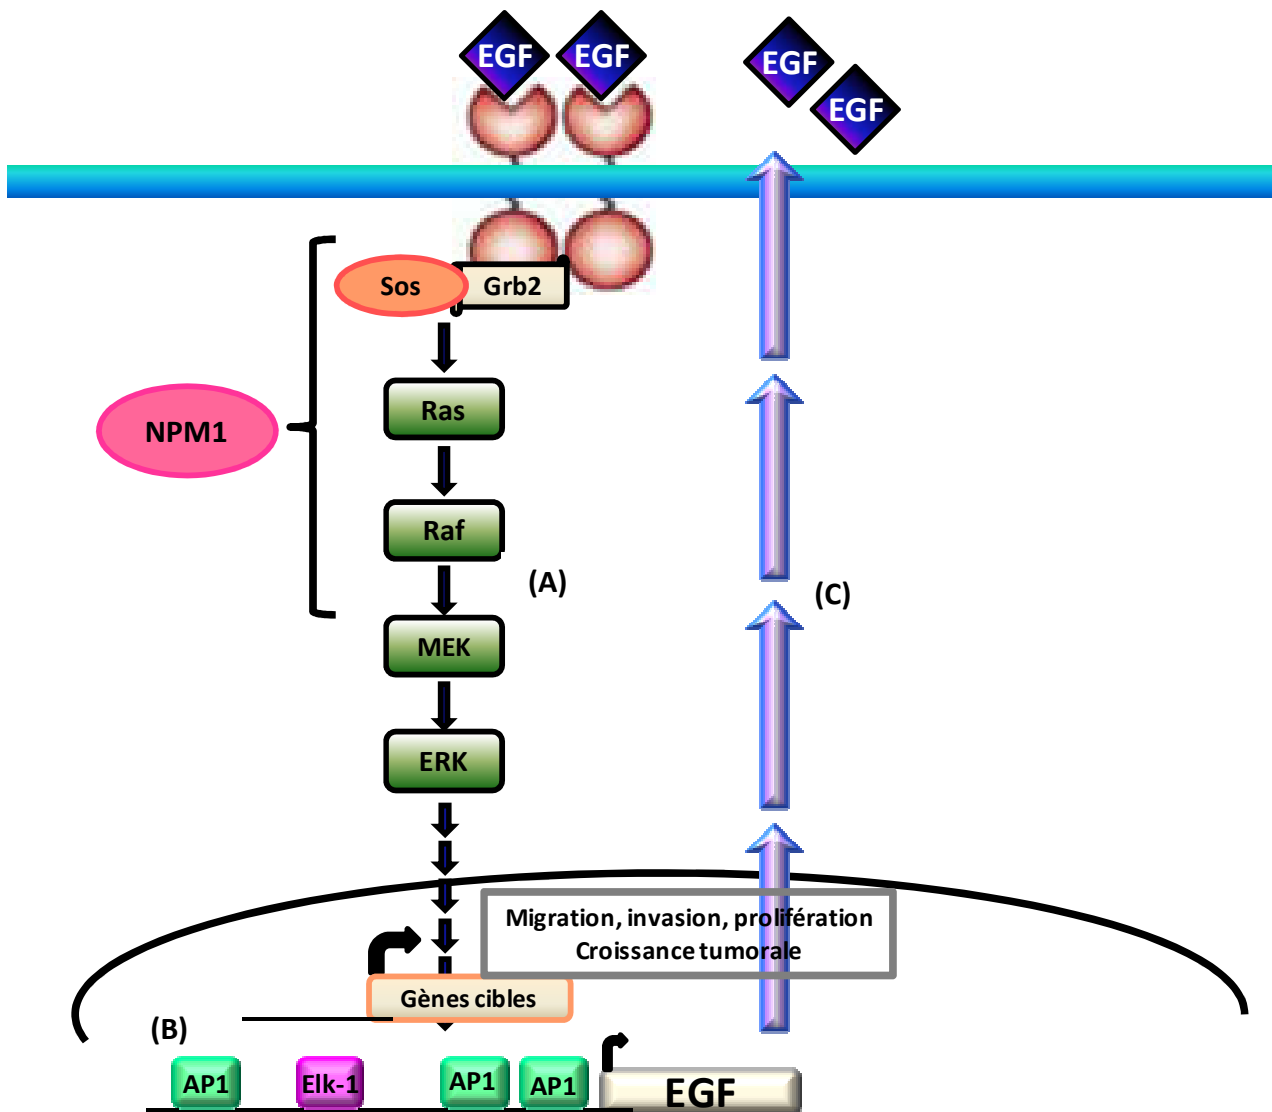 EGF
EGF
EGF
EGF
Sos
Grb2
Ras
NPM1
Raf
(A)
(C)
MEK
ERK
Migration, invasion, prolifération
Croissance tumorale
Gènes cibles
(B)
AP1
Elk-1
AP1
AP1
EGF